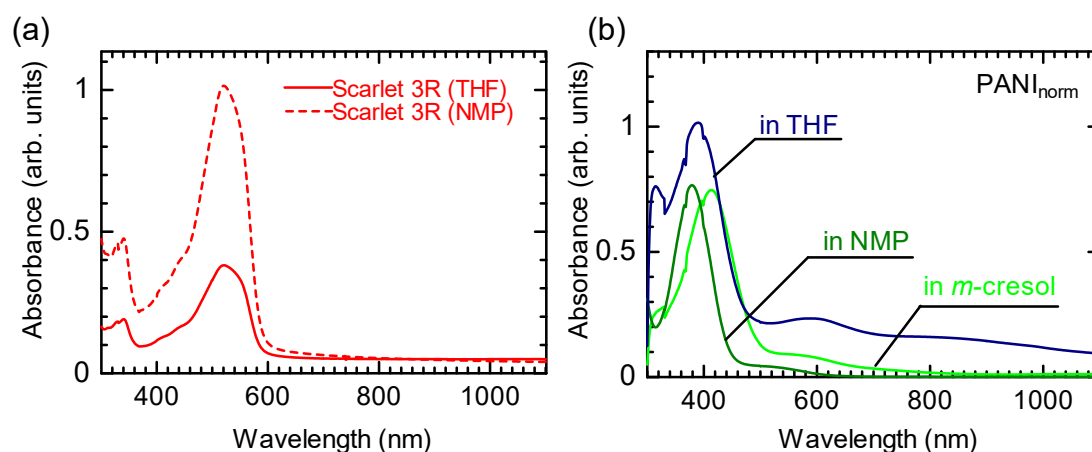 (a)
Absorbance (arb. units)
1
0.5
0
Scarlet 3R (THF)
Scarlet 3R (NMP)
400 600 800 1000
Wavelength (nm)
(b)
Absorbance (arb. units)
1
0.5
0
PANInorm
in THF
in NMP
in m-cresol
400 600 800 1000
Wavelength (nm)